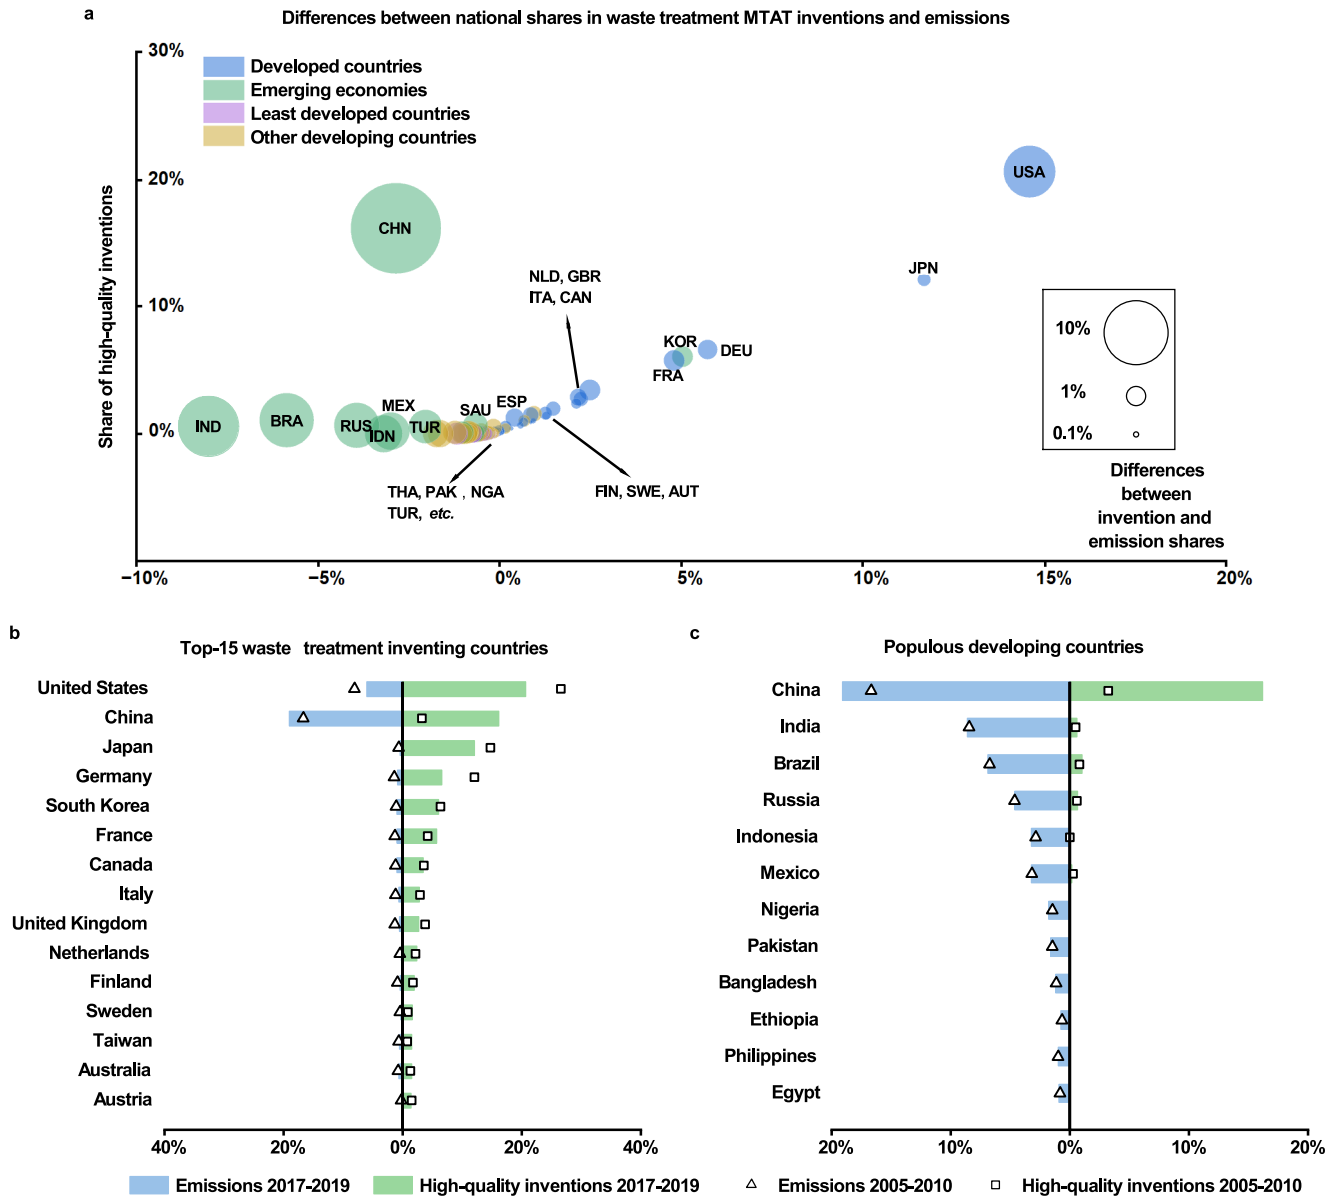 a
Differences between national shares in waste treatment MTAT inventions and emissions
30%
20%
10%
0%
Share of high-quality inventions
Developed countries
Emerging economies
Least developed countries
Other developing countries
USA
CHN
JPN
NLD, GBR
ITA, CAN
KOR
DEU
FRA
ESP
SAU
MEX
TUR
RUS
IDN
BRA
IND
THA, PAK , NGA
TUR, etc.
FIN, SWE, AUT
10%
1%
0.1%
Differences
between
invention and
emission shares
−10%
−5%
0%
5%
10%
15%
20%
b
Top-15 waste treatment inventing countries
United States
China
Japan
Germany
South Korea
France
Canada
Italy
United Kingdom
Netherlands
Finland
Sweden
Taiwan
Australia
Austria
40%
20%
0%
20%
40%
c
Populous developing countries
China
India
Brazil
Russia
Indonesia
Mexico
Nigeria
Pakistan
Bangladesh
Ethiopia
Philippines
Egypt
20%
10%
0%
10%
20%
Emissions 2017-2019
High-quality inventions 2017-2019
Emissions 2005-2010
High-quality inventions 2005-2010